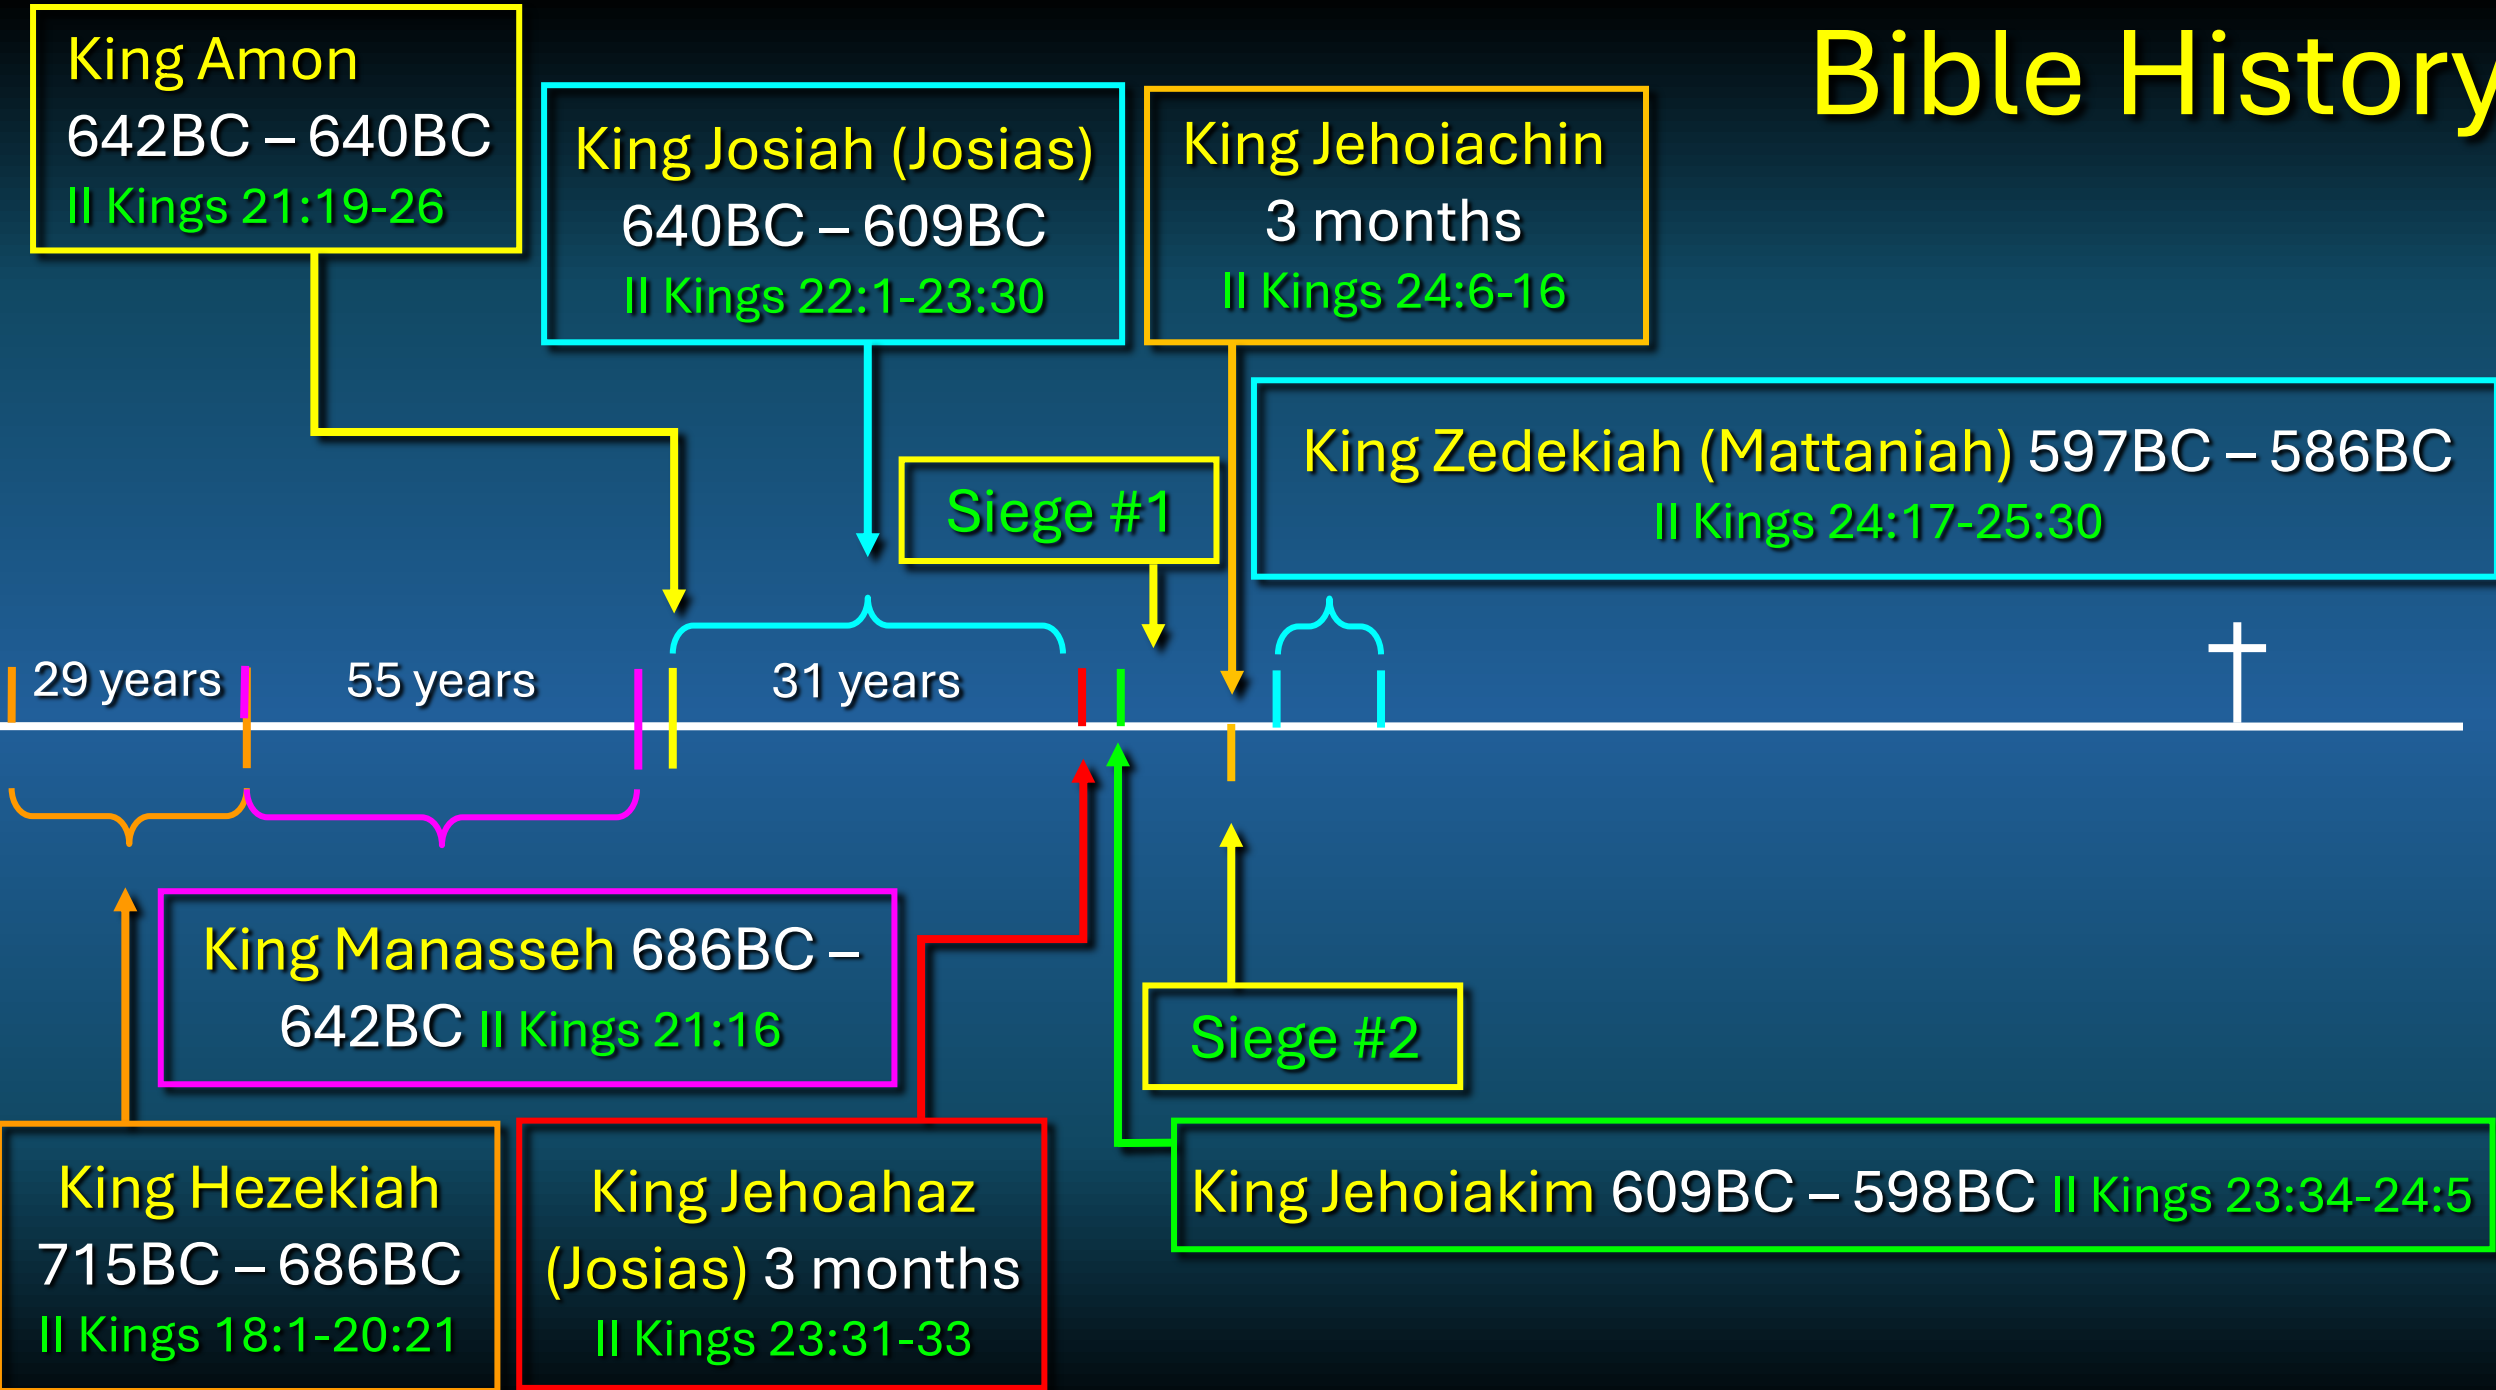 Bible History
King Amon
642BC – 640BC
II Kings 21:19-26
King Josiah (Josias)
640BC – 609BC
II Kings 22:1-23:30
King Jehoiachin
3 months
II Kings 24:6-16
King Zedekiah (Mattaniah) 597BC – 586BC
II Kings 24:17-25:30
Siege #1
29 years
55 years
31 years
King Manasseh 686BC –
642BC II Kings 21:16
Siege #2
King Hezekiah
715BC – 686BC
II Kings 18:1-20:21
King Jehoahaz
(Josias) 3 months
II Kings 23:31-33
King Jehoiakim 609BC – 598BC II Kings 23:34-24:5